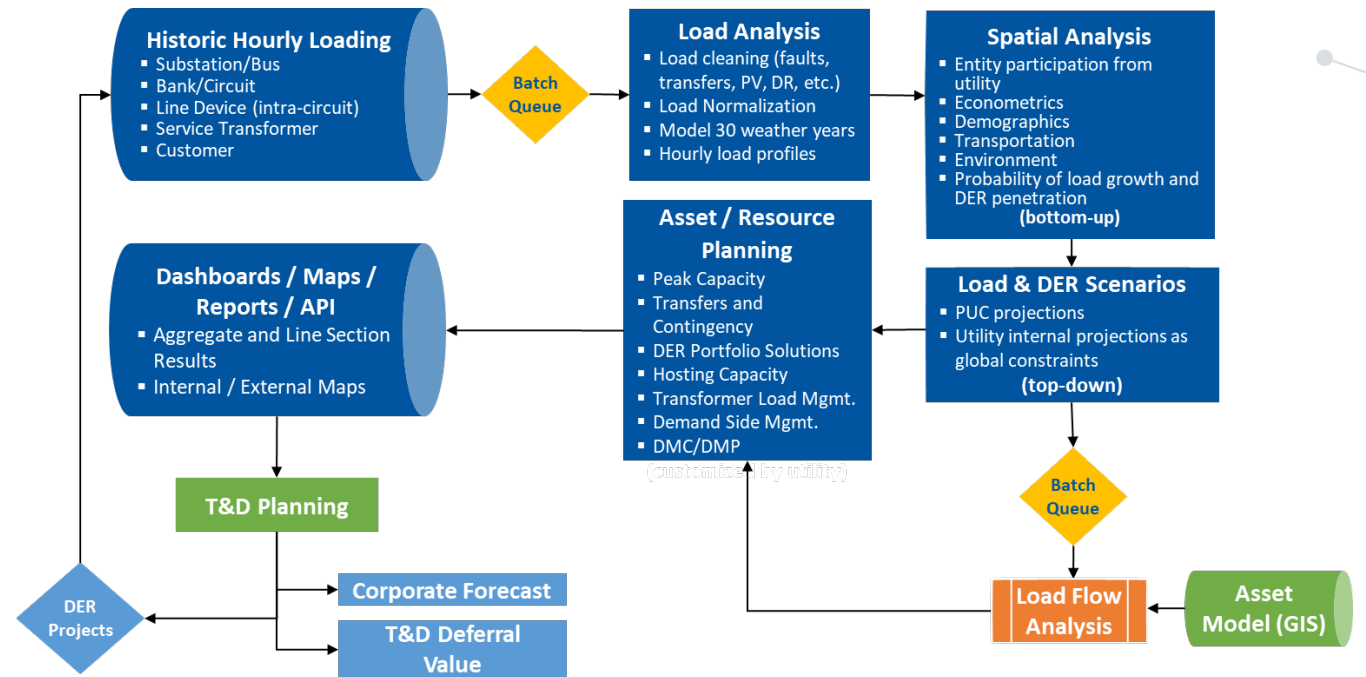 Historic Hourly Loading
▪ Substation/Bus
▪ Bank/Circuit
▪ Line Device (intra-circuit)
▪ Service Transformer
▪ Customer
Batch
Queue
Load Analysis
▪ Load cleaning (faults,
transfers, PV, DR, etc.)
▪ Load Normalization
▪ Model 30 weather years
▪ Hourly load profiles
Spatial Analysis
▪ Entity participation from
utility
▪ Econometrics
▪ Demographics
▪ Transportation
▪ Environment
▪ Probability of load growth and
DER penetration
(bottom-up)
Load & DER Scenarios
▪ PUC projections
▪ Utility internal projections as
global constraints
(top-down)
Asset / Resource
Planning
▪ Peak Capacity
▪ Transfers and
Contingency
▪ DER Portfolio Solutions
▪ Hosting Capacity
▪ Transformer Load Mgmt.
▪ Demand Side Mgmt.
▪ DMC/DMP
(customized by utility)
Dashboards / Maps /
Reports / API
▪ Aggregate and Line Section
Results
▪ Internal / External Maps
T&D Planning
Batch
Queue
Corporate Forecast
T&D Deferral
Value
DER
Projects
Load Flow
Analysis
Asset
Model (GIS)